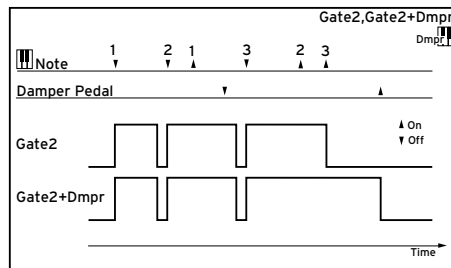 Gate2,Gate2+Dmpr
Dmpr
1 2 1 3 2 3
Note
Damper Pedal
On
Off
Gate2
Gate2+Dmpr
Time